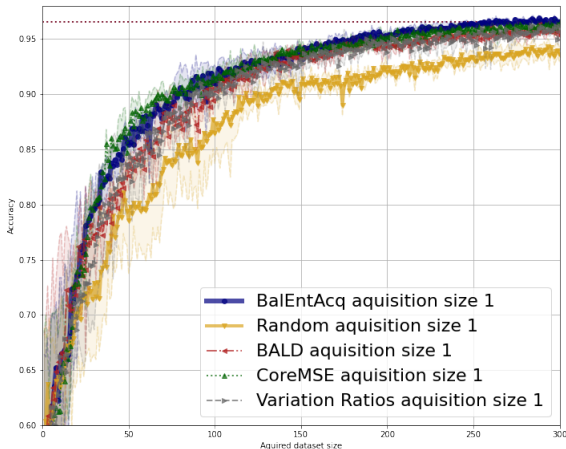 0.95
0.90
0.85
0.80
0.75
0.70
0.65
0.60
Accuracy
BalEntAcq aquisition size 1
Random aquisition size 1
BALD aquisition size 1
CoreMSE aquisition size 1
Variation Ratios aquisition size 1
0 50 100 150 200 250 300
Aquired dataset size